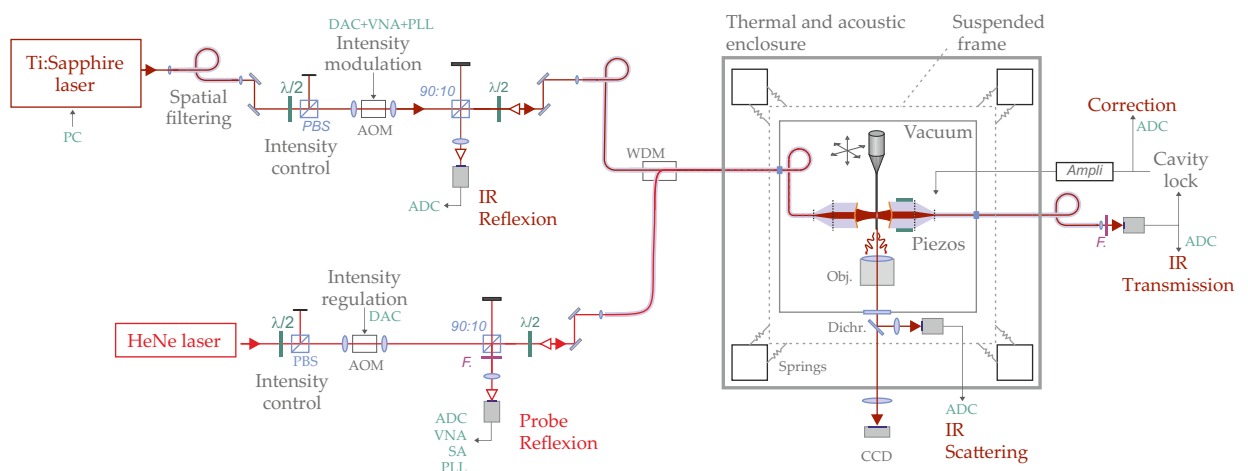 Ti:Sapphire
laser
PC
Spatial
filtering
λ/2
PBS
Intensity
control
DAC+VNA+PLL
Intensity
modulation
AOM
90:10
λ/2
ADC
IR
Reflexion
WDM
HeNe laser
λ/2
PBS
Intensity
control
Intensity
regulation
DAC
AOM
90:10
F.
λ/2
ADC
VNA
SA
PLL
Probe
Reflexion
Thermal and acoustic
enclosure
Suspended
frame
Vacuum
Piezos
Obj.
Dichr.
Springs
CCD
ADC
IR
Scattering
Correction
ADC
Ampli
Cavity
lock
F.
ADC
IR
Transmission